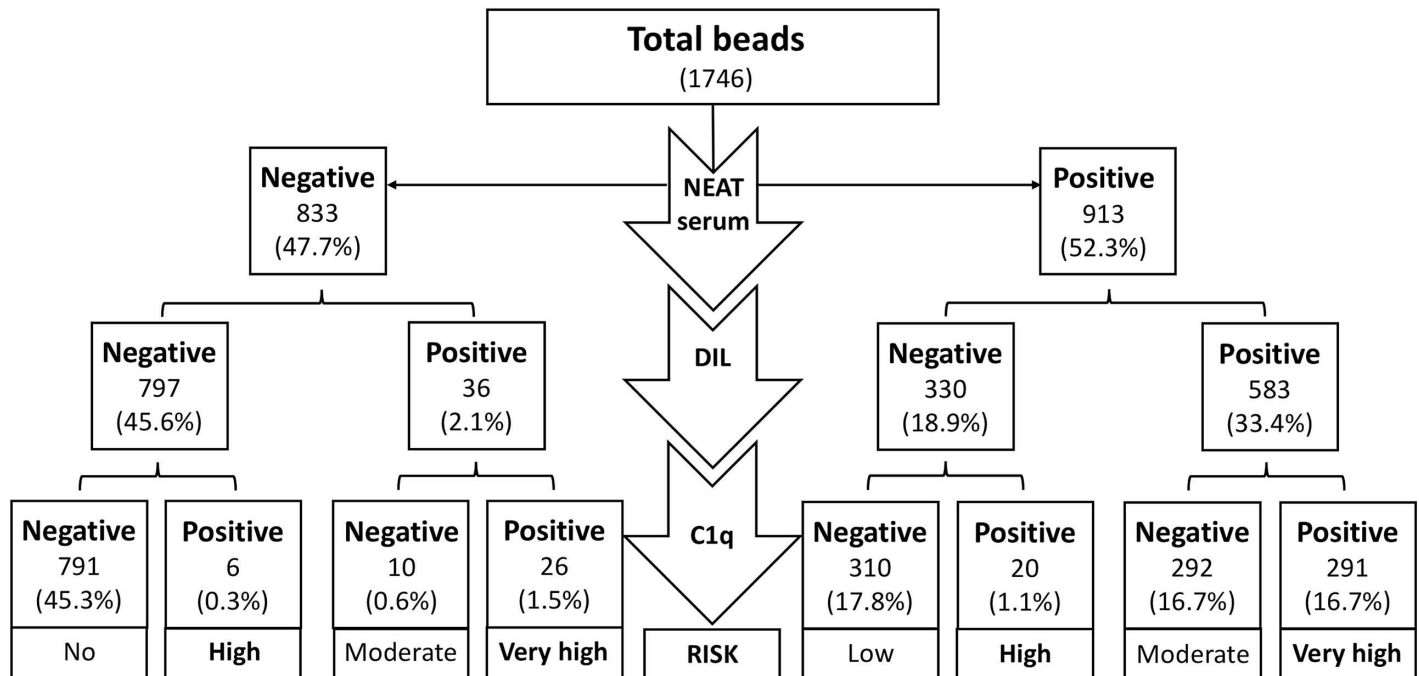 Total beads
(1746)
NEAT
serum
Negative
833
(47.7%)
Positive
913
(52.3%)
DIL
Negative
797
(45.6%)
Positive
36
(2.1%)
Negative
330
(18.9%)
Positive
583
(33.4%)
C1q
Negative
791
(45.3%)
No
Positive
6
(0.3%)
High
Negative
10
(0.6%)
Moderate
Positive
26
(1.5%)
Very high
RISK
Negative
310
(17.8%)
Low
Positive
20
(1.1%)
High
Negative
292
(16.7%)
Moderate
Positive
291
(16.7%)
Very high